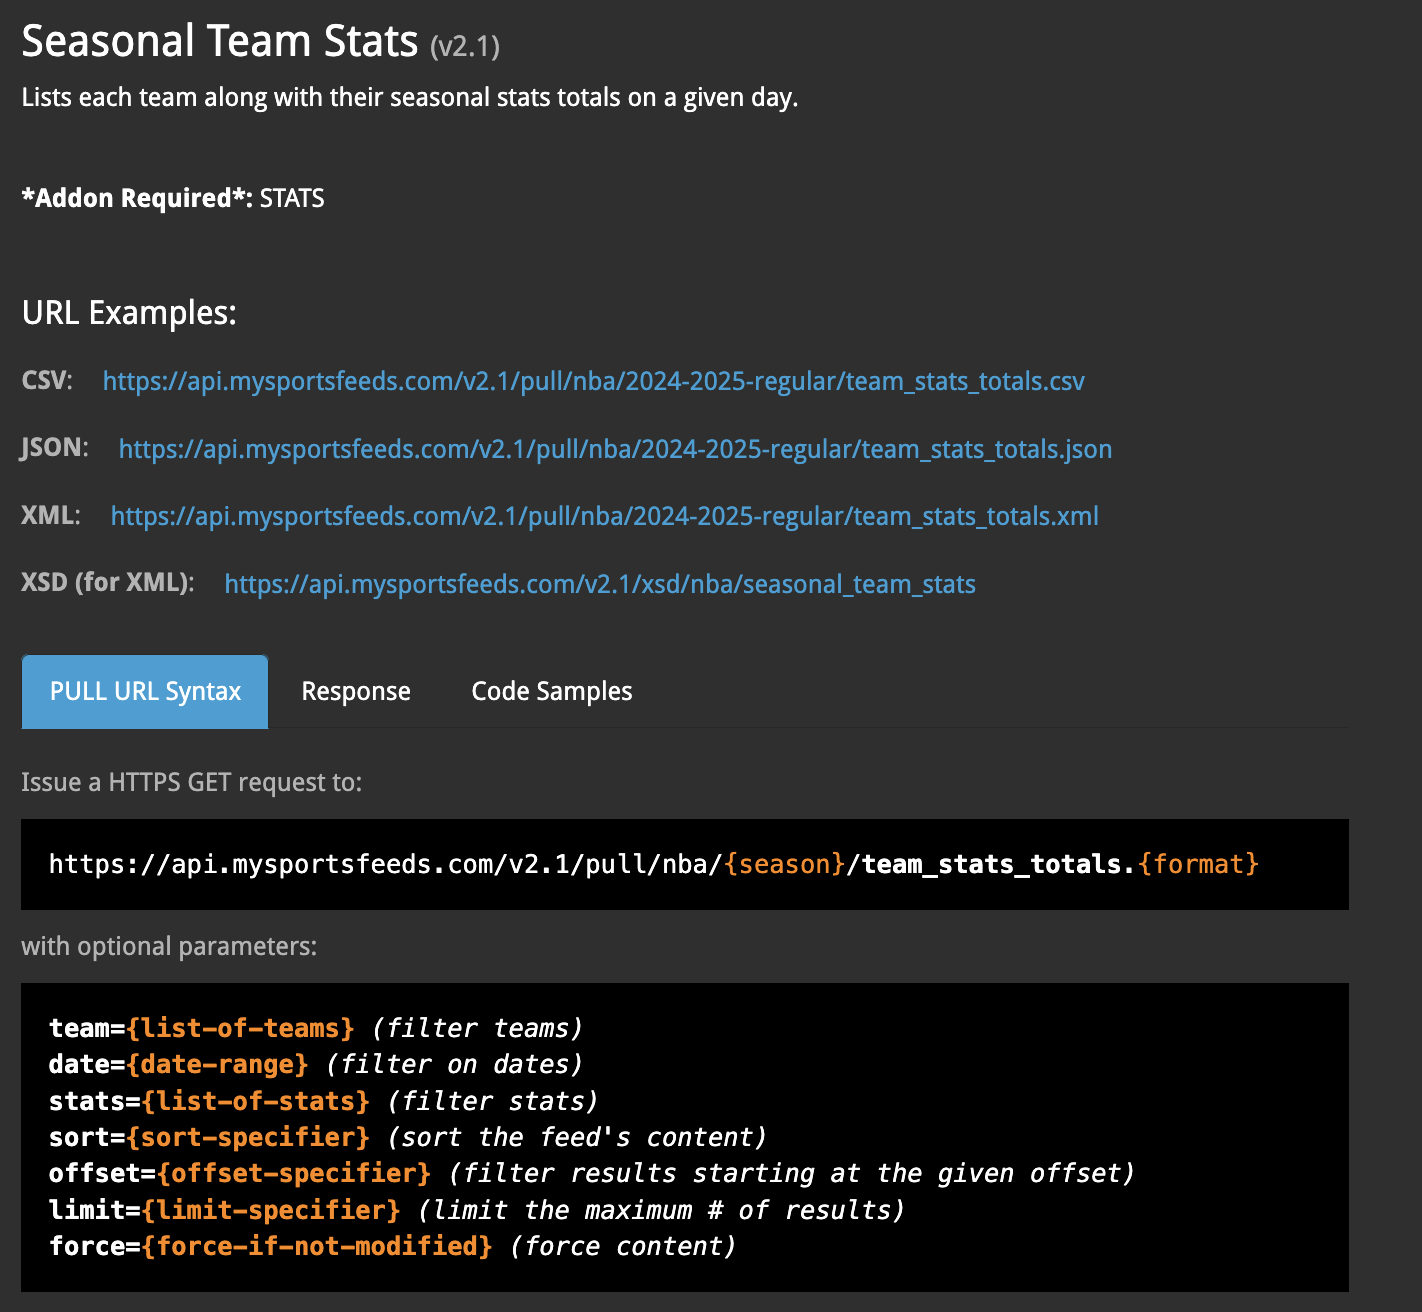 Seasonal Team Stats (v2.1)
Lists each team along with their seasonal stats totals on a given day.
*Addon Required*: STATS
URL Examples:
CSV: https://api.mysportsfeeds.com/v2.1/pull/nba/2024-2025-regular/team_stats_totals.csv
JSON: https://api.mysportsfeeds.com/v2.1/pull/nba/2024-2025-regular/team_stats_totals.json
XML: https://api.mysportsfeeds.com/v2.1/pull/nba/2024-2025-regular/team_stats_totals.xml
XSD (for XML): https://api.mysportsfeeds.com/v2.1/xsd/nba/seasonal_team_stats
PULL URL Syntax Response Code Samples
Issue a HTTPS GET request to:
https://api.mysportsfeeds.com/v2.1/pull/nba/{season}/team_stats_totals.{format}
with optional parameters:
team={list-of-teams} (filter teams)
date={date-range} (filter on dates)
stats={list-of-stats} (filter stats)
sort={sort-specifier} (sort the feed's content)
offset={offset-specifier} (filter results starting at the given offset)
limit={limit-specifier} (limit the maximum # of results)
force={force-if-not-modified} (force content)